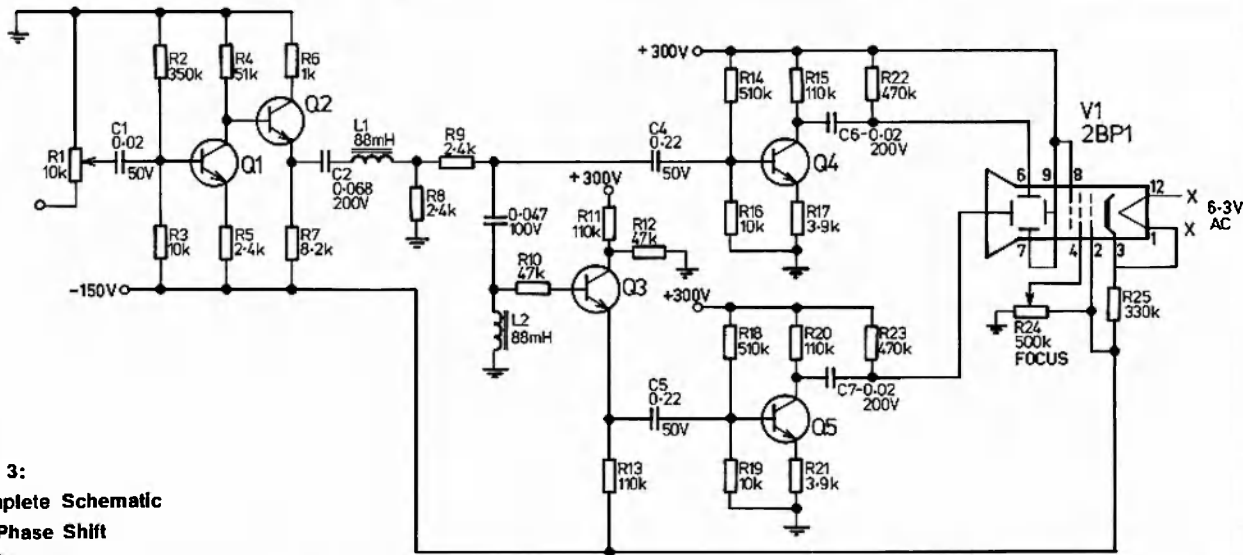 R1
10k
C1
0.02
50V
R2
350k
R3
10k
R4
51k
Q1
R5
2.4k
R6
1k
Q2
R7
8.2k
-150V
C2
0.068
200V
L1
88mH
R8
2.4k
R9
2.4k
0.047
100V
L2
88mH
R10
47k
+300V
R11
110k
R12
47k
Q3
R13
110k
C4
0.22
50V
C5
0.22
50V
+300V
R14
510k
R15
110k
R22
470k
C6-0.02
200V
Q4
R16
10k
R17
3.9k
+300V
R18
510k
R20
110k
R23
470k
C7-0.02
200V
Q5
R19
10k
R21
3.9k
V1
2BP1
6 9 8
12
X
6.3V
AC
X
7
4 2 3
1
R24
500k
FOCUS
R25
330k
3:
plete Schematic
Phase Shift